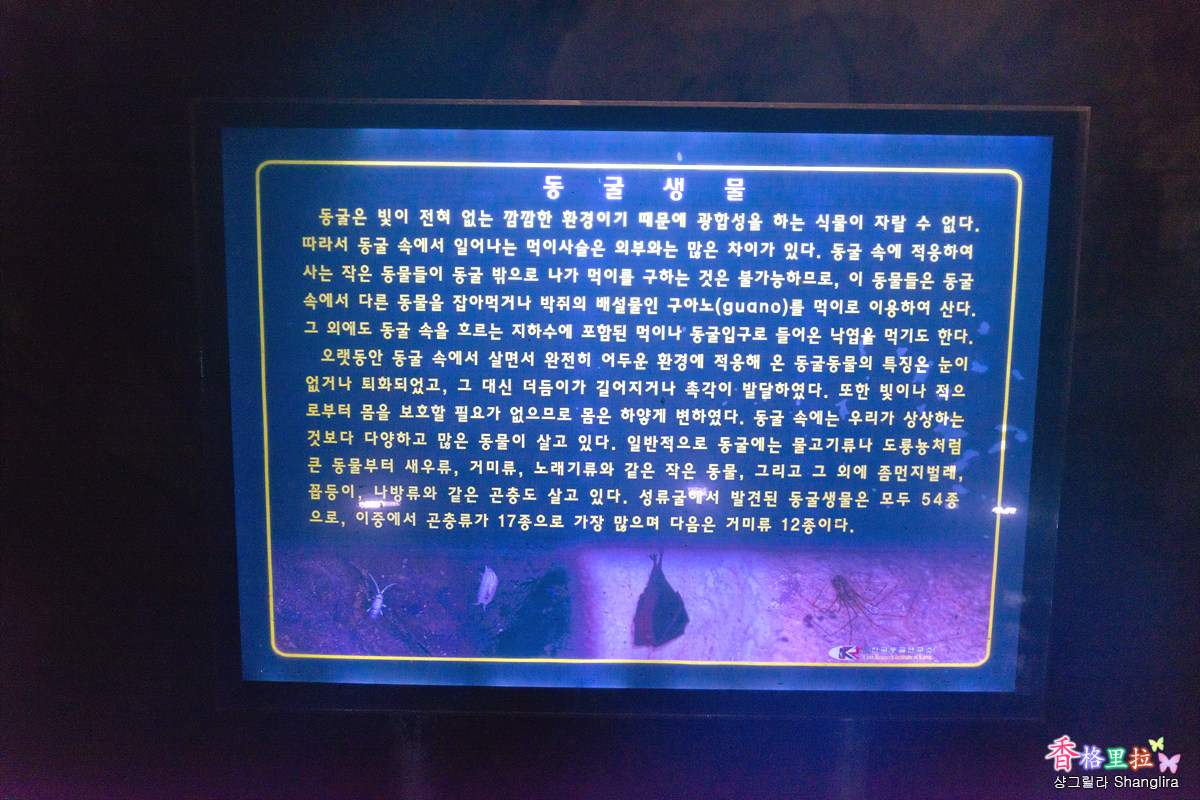 동 굴 생 물
동굴은 빛이 전혀 없는 깜깜한 환경이기 때문에 광합성을 하는 식물이 자랄 수 없다.
따라서 동굴 속에서 일어나는 먹이사슬은 외부와는 많은 차이가 있다. 동굴 속에 적응하여
사는 작은 동물들이 동굴 밖으로 나가 먹이를 구하는 것은 불가능하므로, 이 동물들은 동굴
속에서 다른 동물을 잡아먹거나 박쥐의 배설물인 구아노(guano)를 먹이로 이용하여 산다.
그 외에도 동굴 속을 흐르는 지하수에 포함된 먹이나 동굴입구로 들어온 낙엽을 먹기도 한다.
오랫동안 동굴 속에서 살면서 완전히 어두운 환경에 적응해 온 동굴동물의 특징은 눈이
없거나 퇴화되었고, 그 대신 더듬이가 길어지거나 촉각이 발달하였다. 또한 빛이나 적으
로부터 몸을 보호할 필요가 없으므로 몸은 하얗게 변하였다. 동굴 속에는 우리가 상상하는
것보다 다양하고 많은 동물이 살고 있다. 일반적으로 동굴에는 물고기류나 도룡뇽처럼
큰 동물부터 새우류, 거미류, 노래기류와 같은 작은 동물, 그리고 그 외에 좀먼지벌레,
꼽등이, 나방류와 같은 곤충도 살고 있다. 성류굴에서 발견된 동굴생물은 모두 54종
으로, 이중에서 곤충류가 17종으로 가장 많으며 다음은 거미류 12종이다.
한국동굴연구소
Cave Research Institute of Korea
香格里拉
샹그릴라 Shanglira